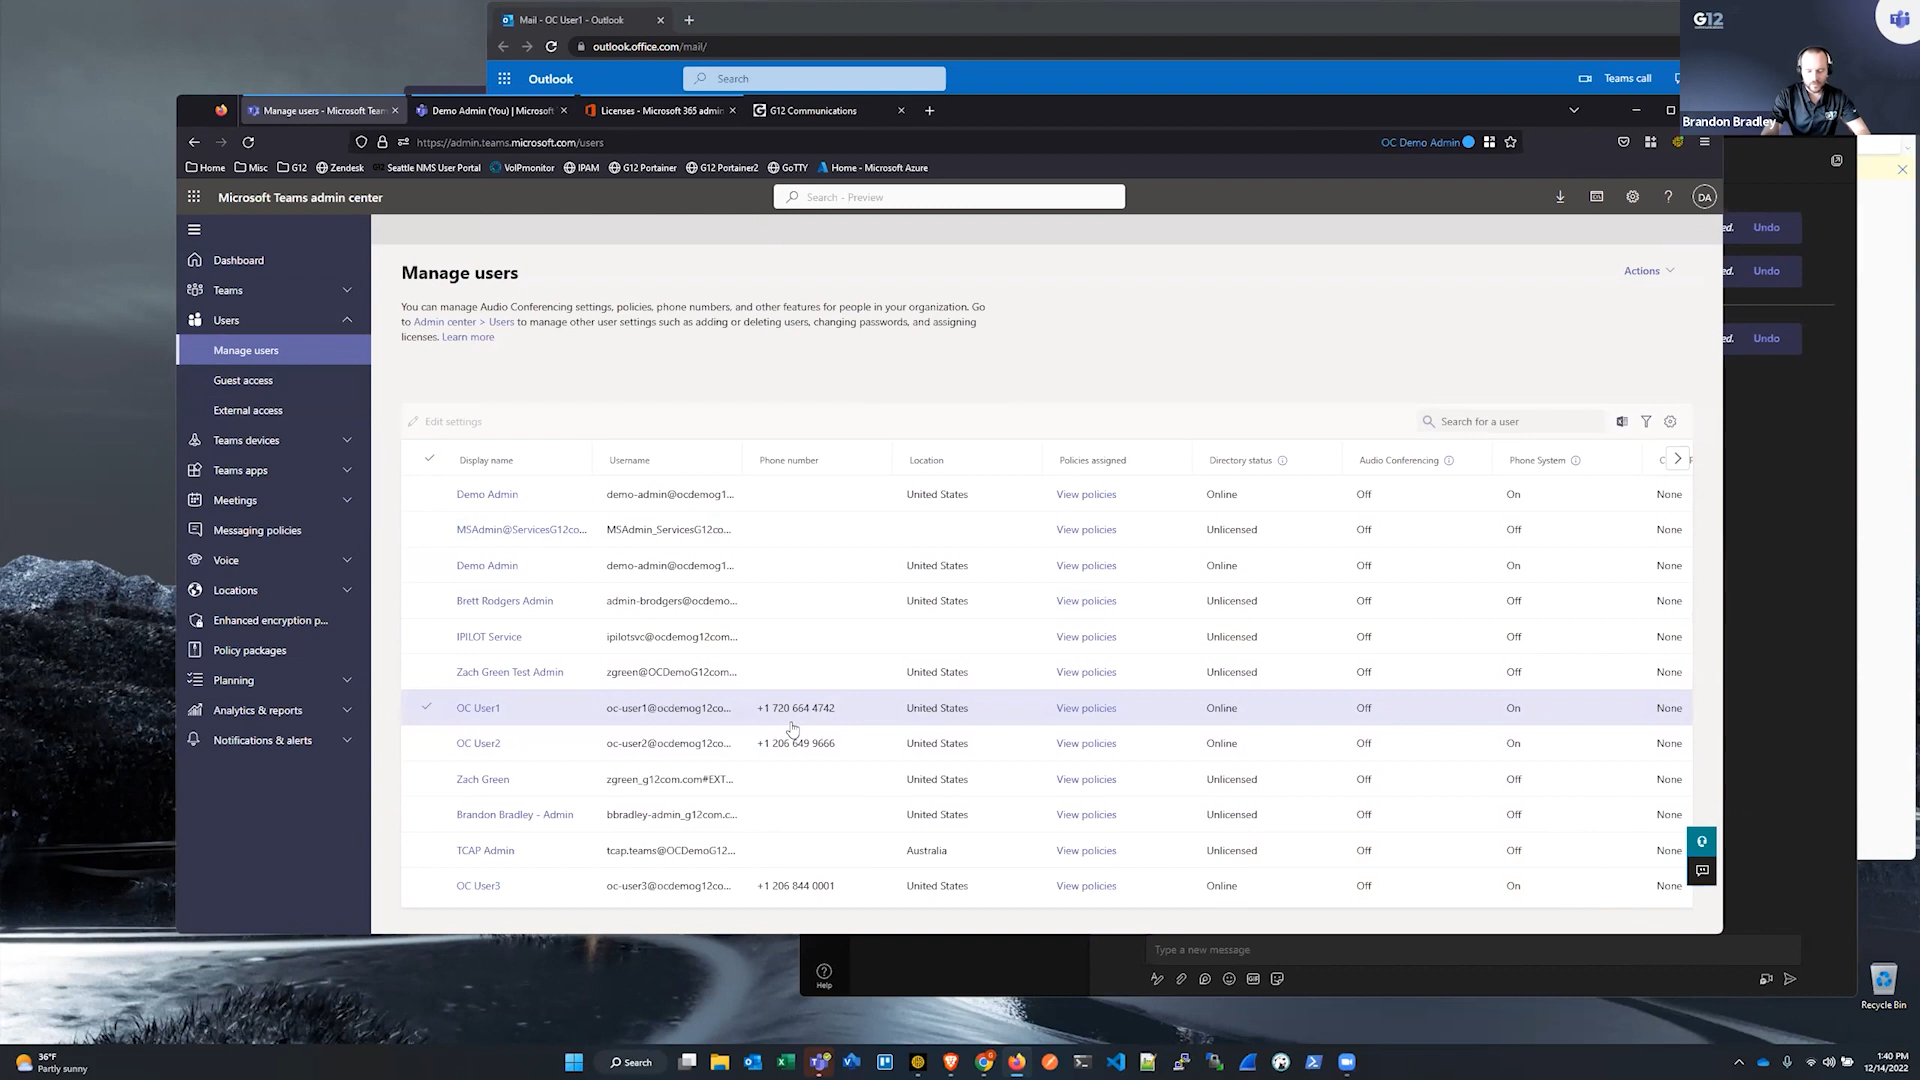 Mail - OC User1 - Outlook
outlook.office.com/mail/
Outlook
Search
Teams call
G12
Brandon Bradley
Manage users - Microsoft Team
Demo Admin (You) | Microsoft
Licenses - Microsoft 365 admin
G12 Communications
https://admin.teams.microsoft.com/users
OC Demo Admin
Home
Misc
G12
Zendesk
Seattle NMS User Portal
VoIPmonitor
IPAM
G12 Portainer
G12 Portainer2
GoTTY
Home - Microsoft Azure
Microsoft Teams admin center
Search - Preview
DA
Dashboard
Teams
Users
Manage users
Guest access
External access
Teams devices
Teams apps
Meetings
Messaging policies
Voice
Locations
Enhanced encryption p...
Policy packages
Planning
Analytics & reports
Notifications & alerts
Manage users
Actions
You can manage Audio Conferencing settings, policies, phone numbers, and other features for people in your organization. Go
to Admin center > Users to manage other user settings such as adding or deleting users, changing passwords, and assigning
licenses. Learn more
Edit settings
Search for a user
Display name Username Phone number Location Policies assigned Directory status Audio Conferencing Phone System
Demo Admin demo-admin@ocdemog1... United States View policies Online Off On None
MSAdmin@ServicesG12co... MSAdmin_ServicesG12co... View policies Unlicensed Off Off None
Demo Admin demo-admin@ocdemog1... United States View policies Online Off On None
Brett Rodgers Admin admin-brodgers@ocdemo... United States View policies Unlicensed Off Off None
IPILOT Service ipilotsvc@ocdemog12com... View policies Unlicensed Off Off None
Zach Green Test Admin zgreen@OCDemoG12com... United States View policies Unlicensed Off Off None
OC User1 oc-user1@ocdemog12co... +1 720 664 4742 United States View policies Online Off On None
OC User2 oc-user2@ocdemog12co... +1 206 649 9666 United States View policies Online Off On None
Zach Green zgreen_g12com.com#EXT... United States View policies Unlicensed Off Off None
Brandon Bradley - Admin bbradley-admin_g12com.c... United States View policies Unlicensed Off Off None
TCAP Admin tcap.teams@OCDemoG12... Australia View policies Unlicensed Off Off None
OC User3 oc-user3@ocdemog12co... +1 206 844 0001 United States View policies Online Off On None
ed. Undo
ed. Undo
ed. Undo
Type a new message
Help
Recycle Bin
36°F
Partly sunny
Search
1:40 PM
12/14/2022